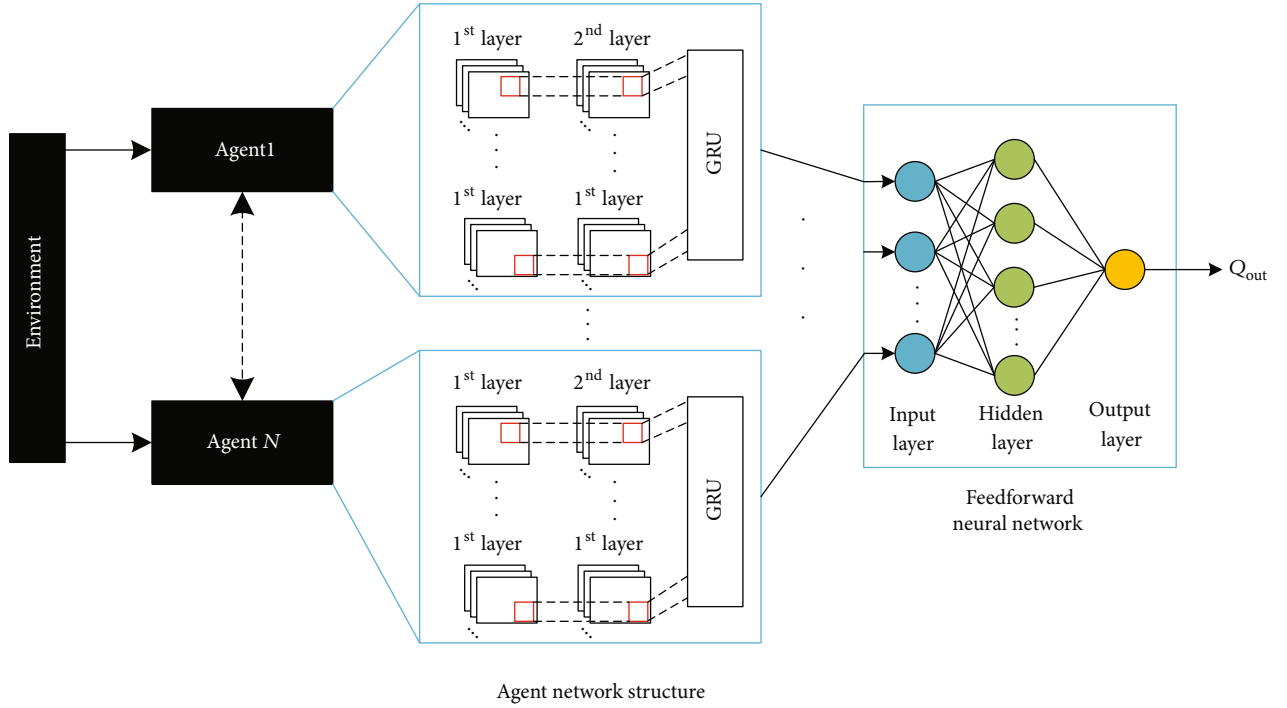 Environment
Agent1
Agent N
1st layer
2nd layer
1st layer
1st layer
GRU
1st layer
2nd layer
1st layer
1st layer
GRU
Agent network structure
Input
layer
Hidden
layer
Output
layer
Feedforward
neural network
Qout